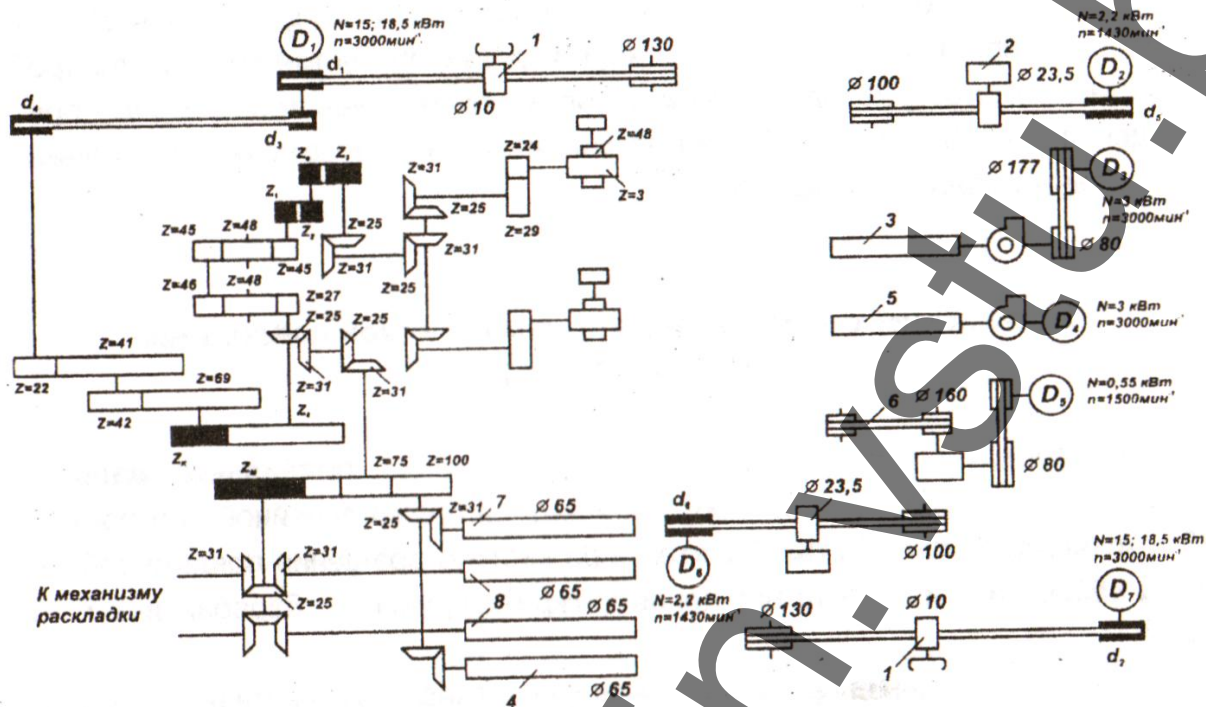 N=15; 18,5 кВт
n=3000мин⁻¹
D₁
d₁
1
Ø 130
Ø 10
d₄
d₃
N=2,2 кВт
n=1430мин⁻¹
2
Ø 23,5
D₂
Ø 100
d₅
Z=24
Z=48
Z=31
Z=3
Z=25
Z=29
Z₁
Z=25
Z=48
Z=45
Z=45
Z=31
Z=31
Z=25
Z=46
Z=48
Z=27
Z=25
Z=25
Z=31
Z=31
Z=41
Z=22
Z=69
Z=42
Ø 177
D₃
N=3 кВт
n=3000мин⁻¹
3
Ø 80
5
N=3 кВт
n=3000мин⁻¹
D₄
N=0,55 кВт
n=1500мин⁻¹
6
Ø 160
D₅
Ø 80
Zₖ
Zₘ
Z=75
Z=100
Z=31
7
Ø 65
Z=25
Z=31
Z=31
К механизму
раскладки
Z=25
8
Ø 65
Ø 65
4
Ø 65
d₆
Ø 23,5
D₆
Ø 100
N=2,2 кВт
n=1430мин⁻¹
N=15; 18,5 кВт
n=3000мин⁻¹
D₇
Ø 130
Ø 10
1
d₂